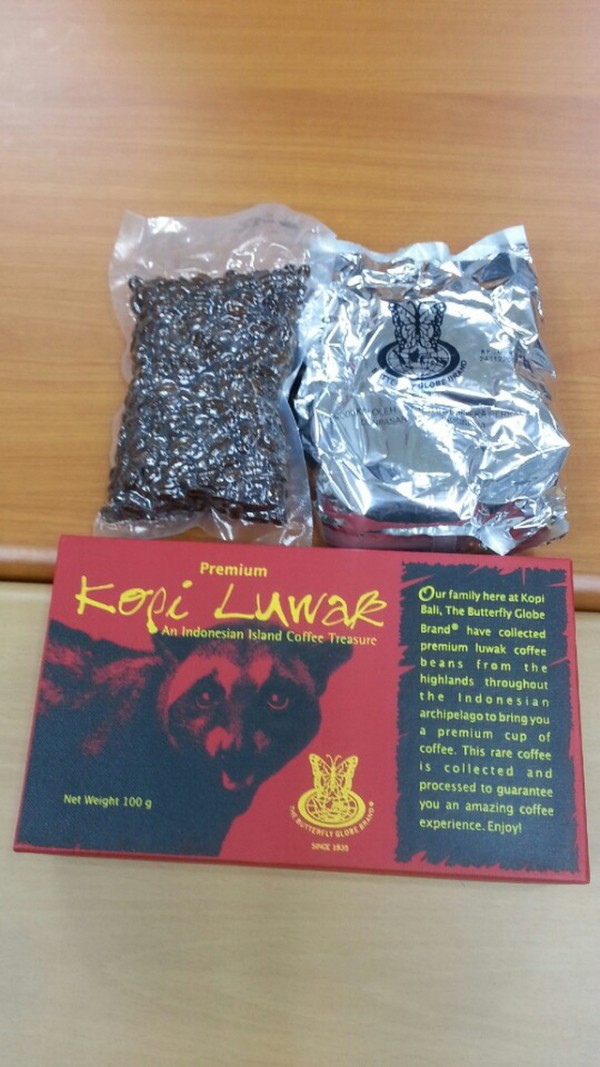 BUTTERFLY GLOBE BRAND
Premium
Kopi Luwak
An Indonesian Island Coffee Treasure
Net Weight 100 g
THE BUTTERFLY GLOBE BRAND®
SINCE 1935
Our family here at Kopi
Bali, The Butterfly Globe
Brand® have collected
premium luwak coffee
beans from the
highlands throughout
the Indonesian
archipelago to bring you
a premium cup of
coffee. This rare coffee
is collected and
processed to guarantee
you an amazing coffee
experience. Enjoy!